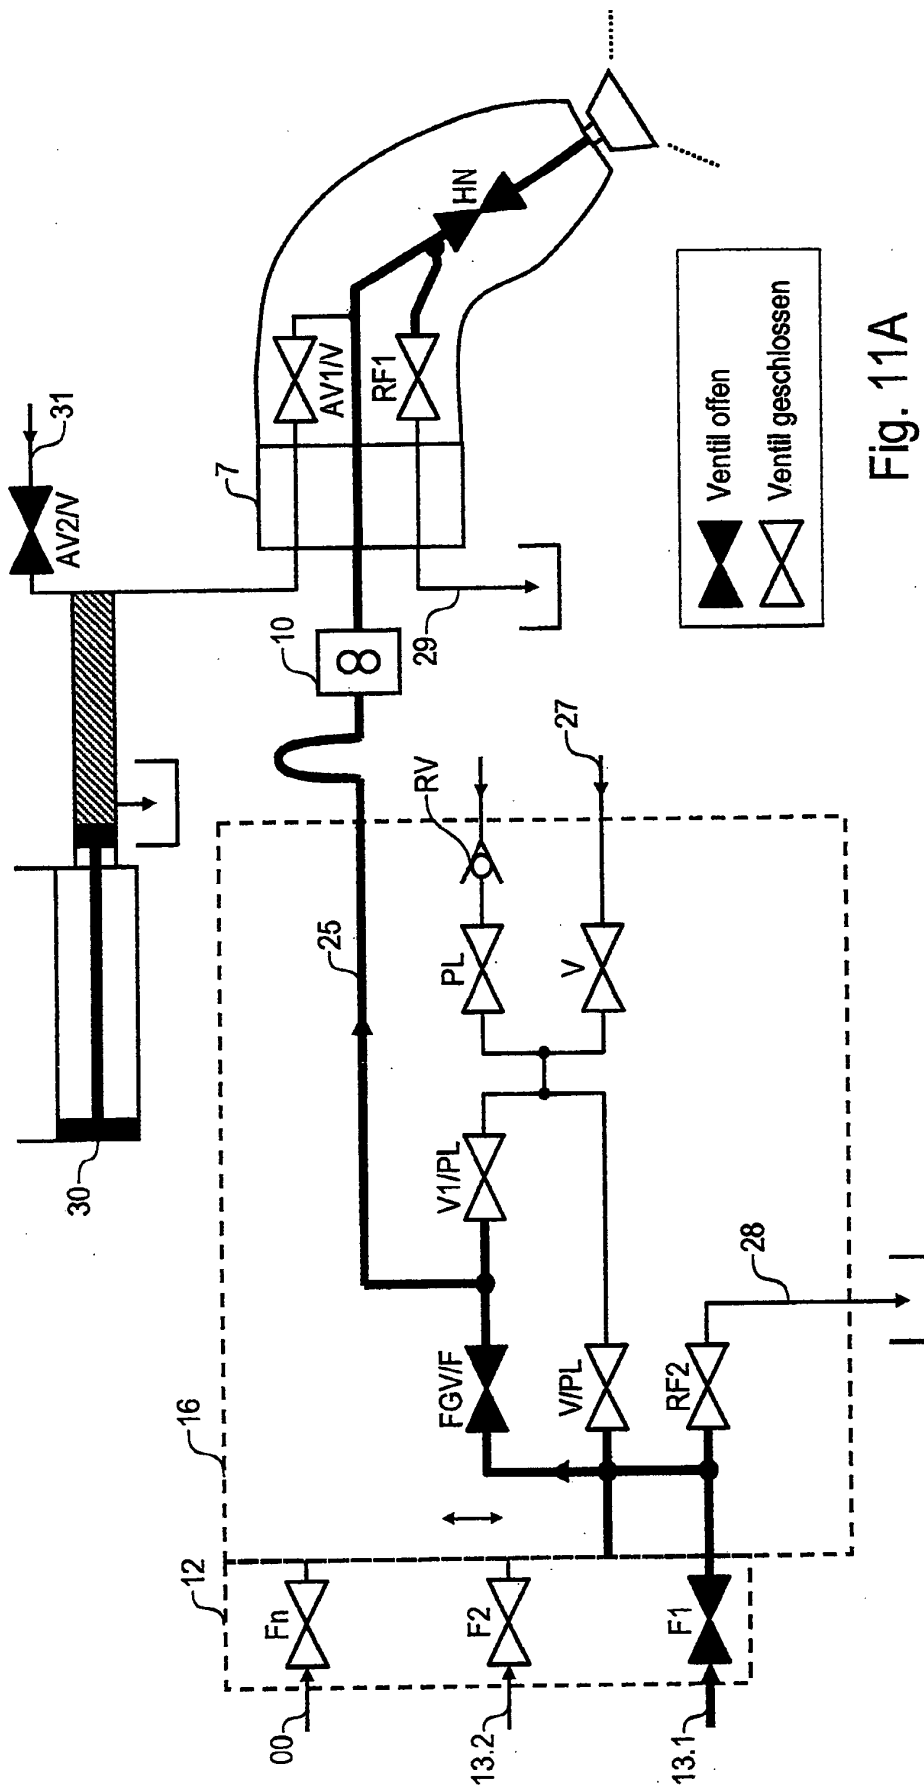 31
AV2/V
7
10
AV1/V
RF1
HN
29
30
25
RV
27
PL
V
V1/PL
FGV/F
V/PL
RF2
28
16
12
Fn
F2
F1
00
13.2
13.1
8
Ventil offen
Ventil geschlossen
Fig. 11A